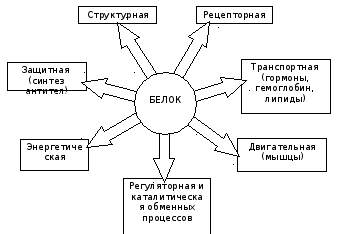 Структурная
Рецепторная
Защитная
(синтез
антител)
Транспортная
(гормоны,
гемоглобин,
липиды)
БЕЛОК
Энергетиче
ская
Двигательная
(мышцы)
Регуляторная и
каталитическа
я обменных
процессов